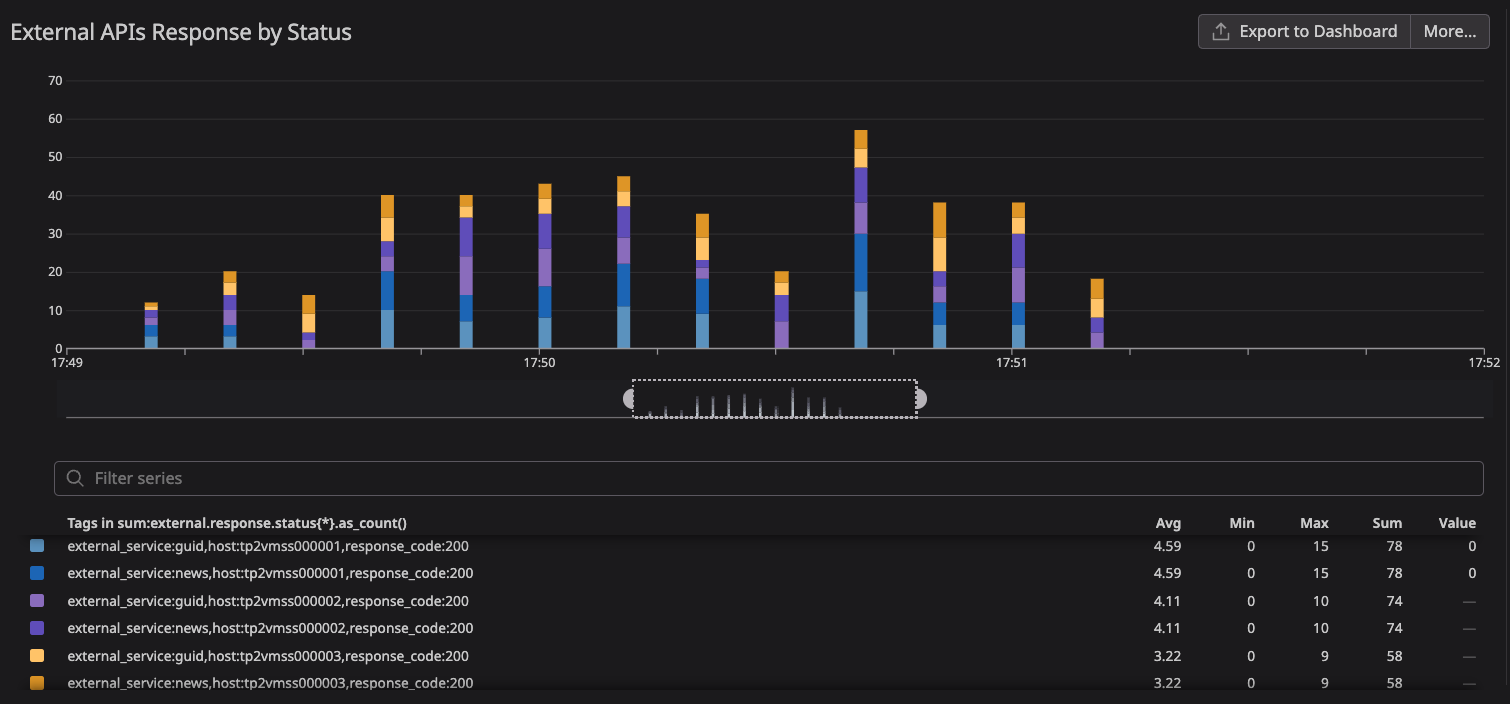 External APIs Response by Status
Export to Dashboard More...
70
60
50
40
30
20
10
0
17:49 17:50 17:51 17:52
Filter series
Tags in sum:external.response.status{*}.as_count() Avg Min Max Sum Value
external_service:guid,host:tp2vmss000001,response_code:200 4.59 0 15 78 0
external_service:news,host:tp2vmss000001,response_code:200 4.59 0 15 78 0
external_service:guid,host:tp2vmss000002,response_code:200 4.11 0 10 74 —
external_service:news,host:tp2vmss000002,response_code:200 4.11 0 10 74 —
external_service:guid,host:tp2vmss000003,response_code:200 3.22 0 9 58 —
external_service:news,host:tp2vmss000003,response_code:200 3.22 0 9 58 —